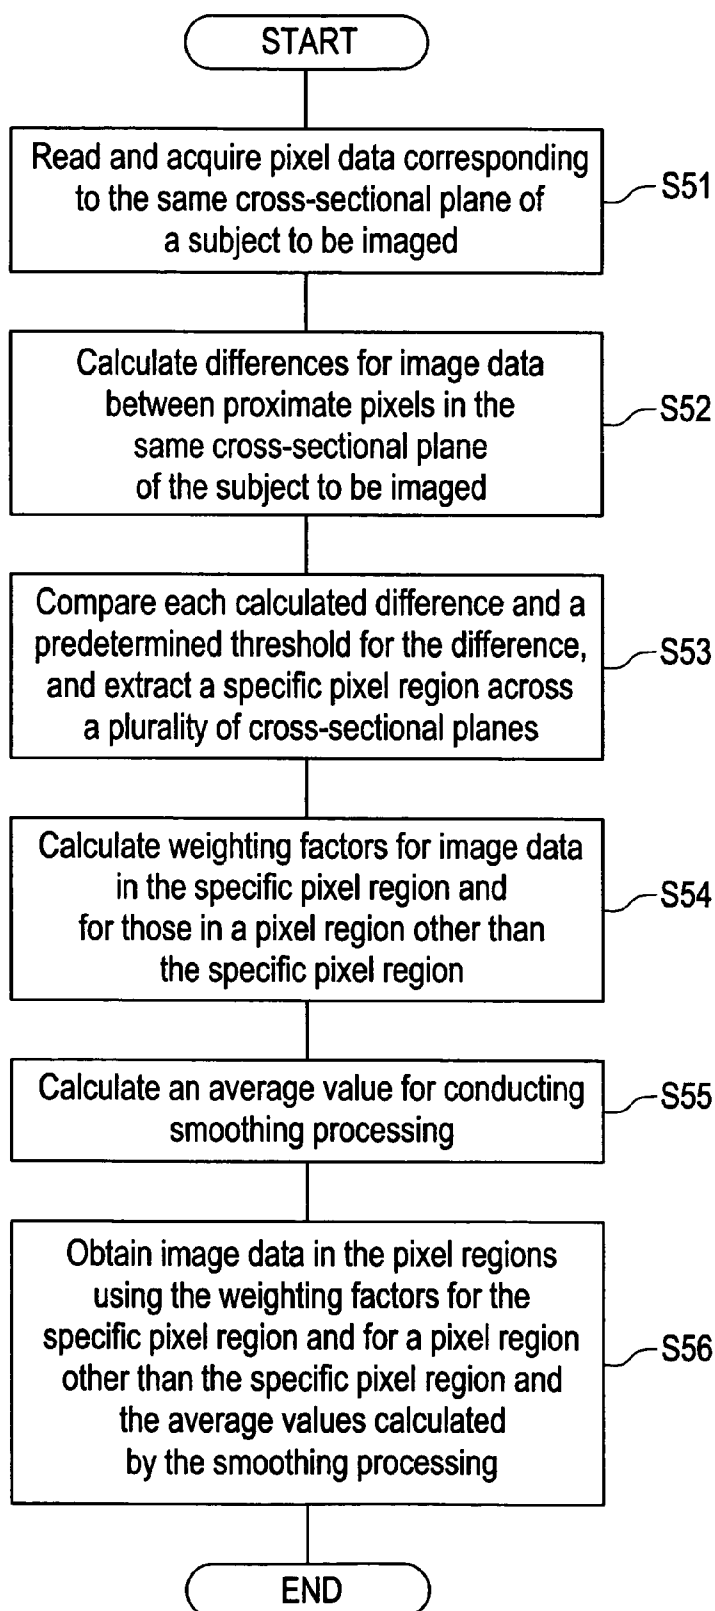 START
Read and acquire pixel data corresponding
to the same cross-sectional plane of
a subject to be imaged
S51
Calculate differences for image data
between proximate pixels in the
same cross-sectional plane
of the subject to be imaged
S52
Compare each calculated difference and a
predetermined threshold for the difference,
and extract a specific pixel region across
a plurality of cross-sectional planes
S53
Calculate weighting factors for image data
in the specific pixel region and
for those in a pixel region other than
the specific pixel region
S54
Calculate an average value for conducting
smoothing processing
S55
Obtain image data in the pixel regions
using the weighting factors for the
specific pixel region and for a pixel region
other than the specific pixel region and
the average values calculated
by the smoothing processing
S56
END